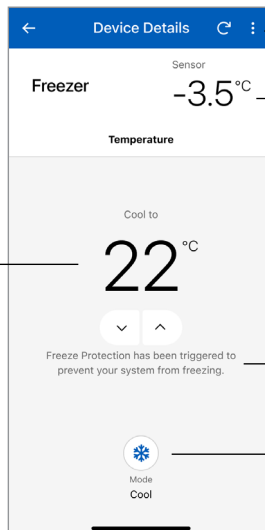 Device Details
Sensor
Freezer
-3.5°C
Temperature
Cool to
22°C
Freeze Protection has been triggered to
prevent your system from freezing.
Mode
Cool